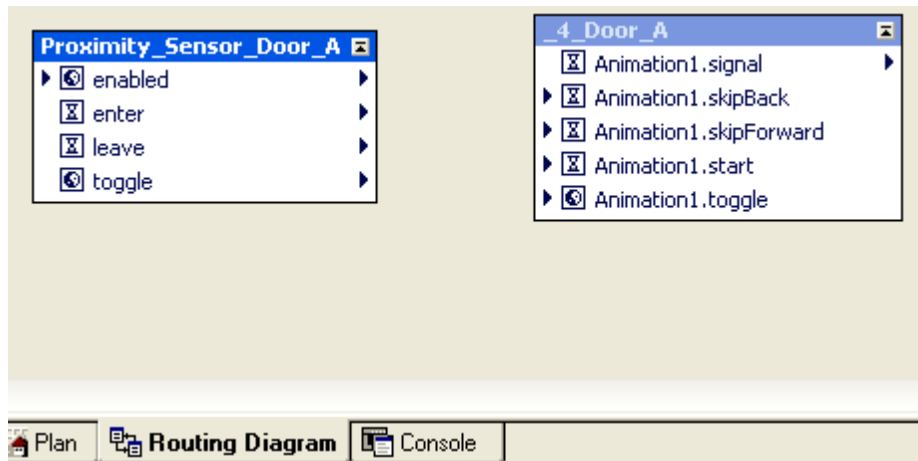 Proximity_Sensor_Door_A
enabled
enter
leave
toggle
_4_Door_A
Animation1.signal
Animation1.skipBack
Animation1.skipForward
Animation1.start
Animation1.toggle
Plan
Routing Diagram
Console